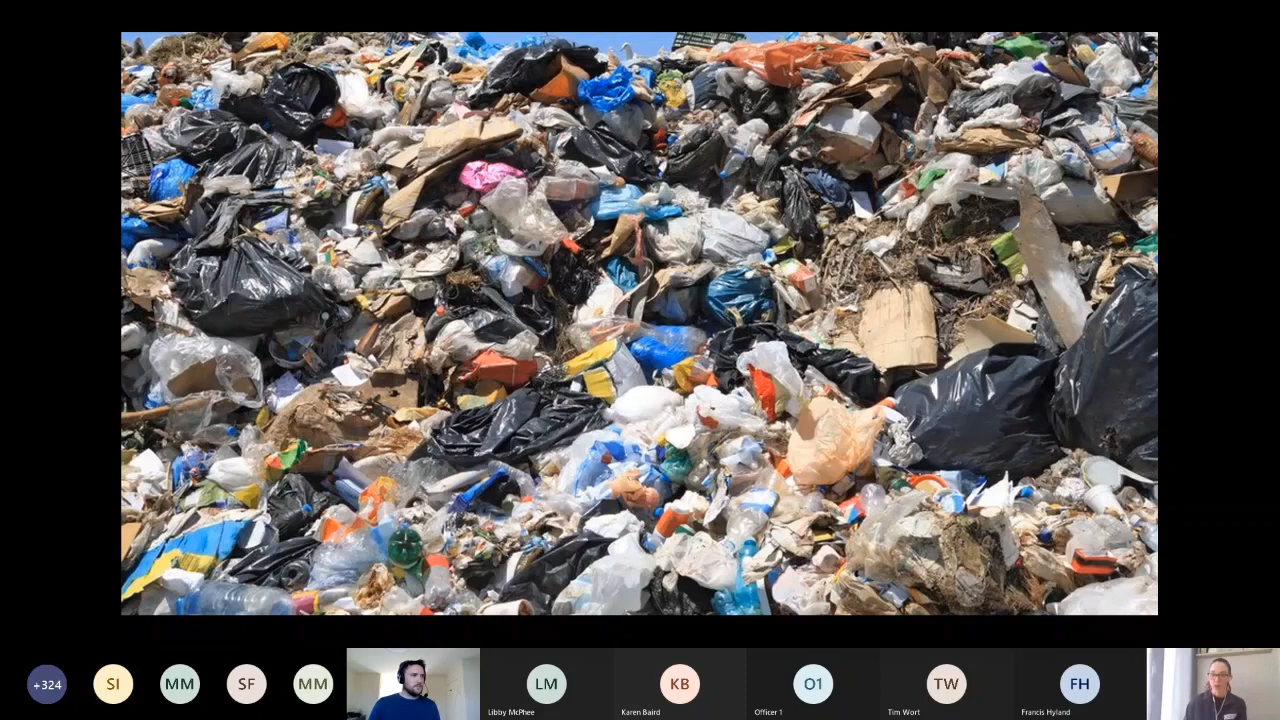 +324
SI
MM
SF
MM
LM
Libby McPhee
KB
Karen Baird
O1
Officer 1
TW
Tim Wort
FH
Francis Hyland